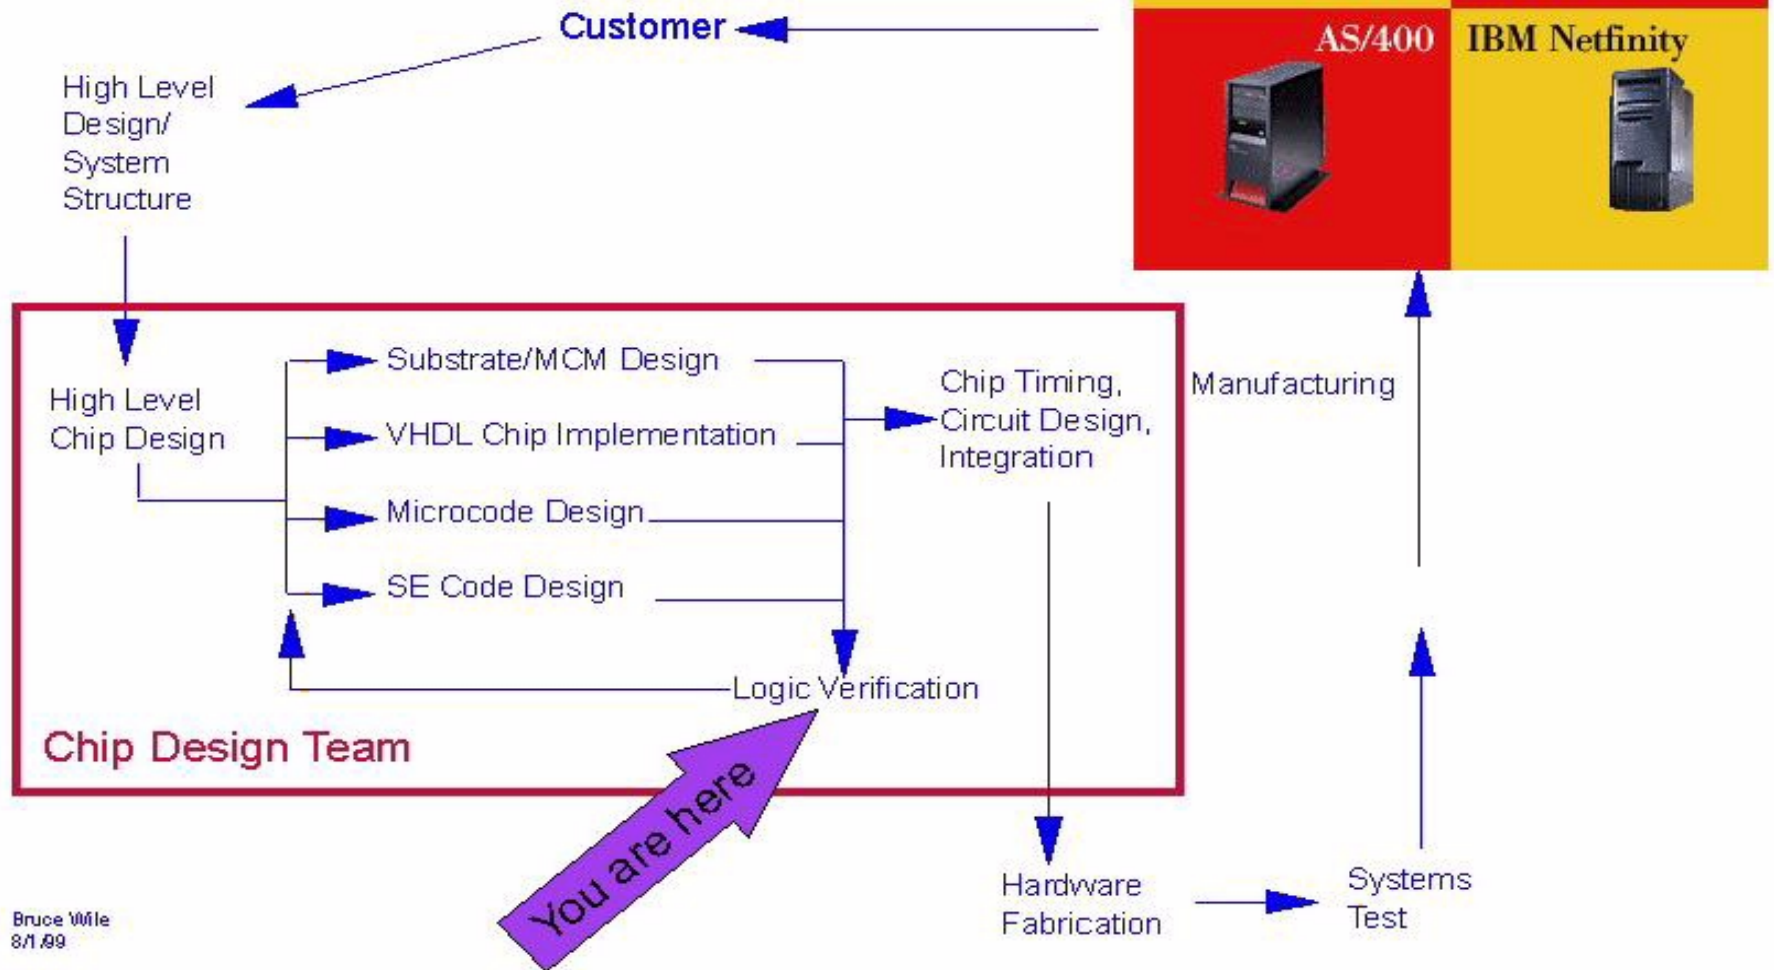 Customer
AS/400
IBM Netfinity
High Level
Design/
System
Structure
High Level
Chip Design
Substrate/MCM Design
VHDL Chip Implementation
Microcode Design
SE Code Design
Chip Timing,
Circuit Design,
Integration
Manufacturing
Logic Verification
Chip Design Team
You are here
Hardware
Fabrication
Systems
Test
Bruce Wile
8/1/99